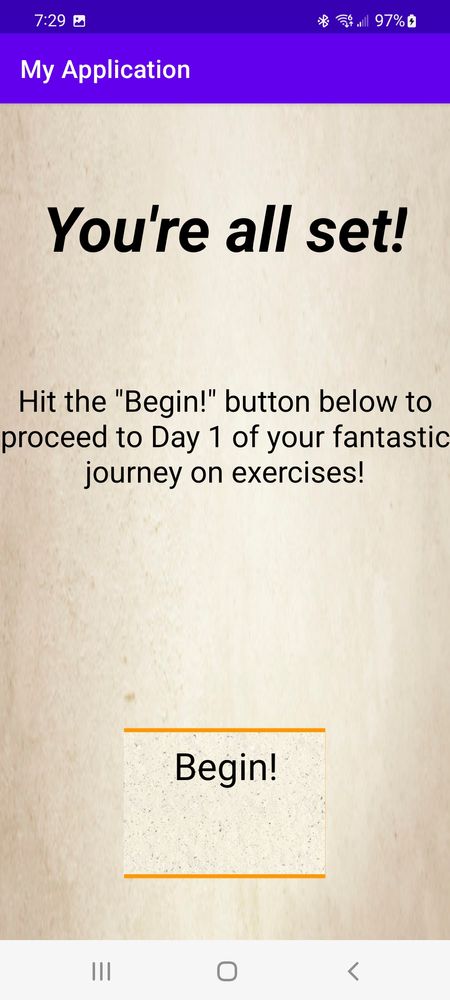 7:29 97%
My Application
You're all set!
Hit the "Begin!" button below to
proceed to Day 1 of your fantastic
journey on exercises!
Begin!